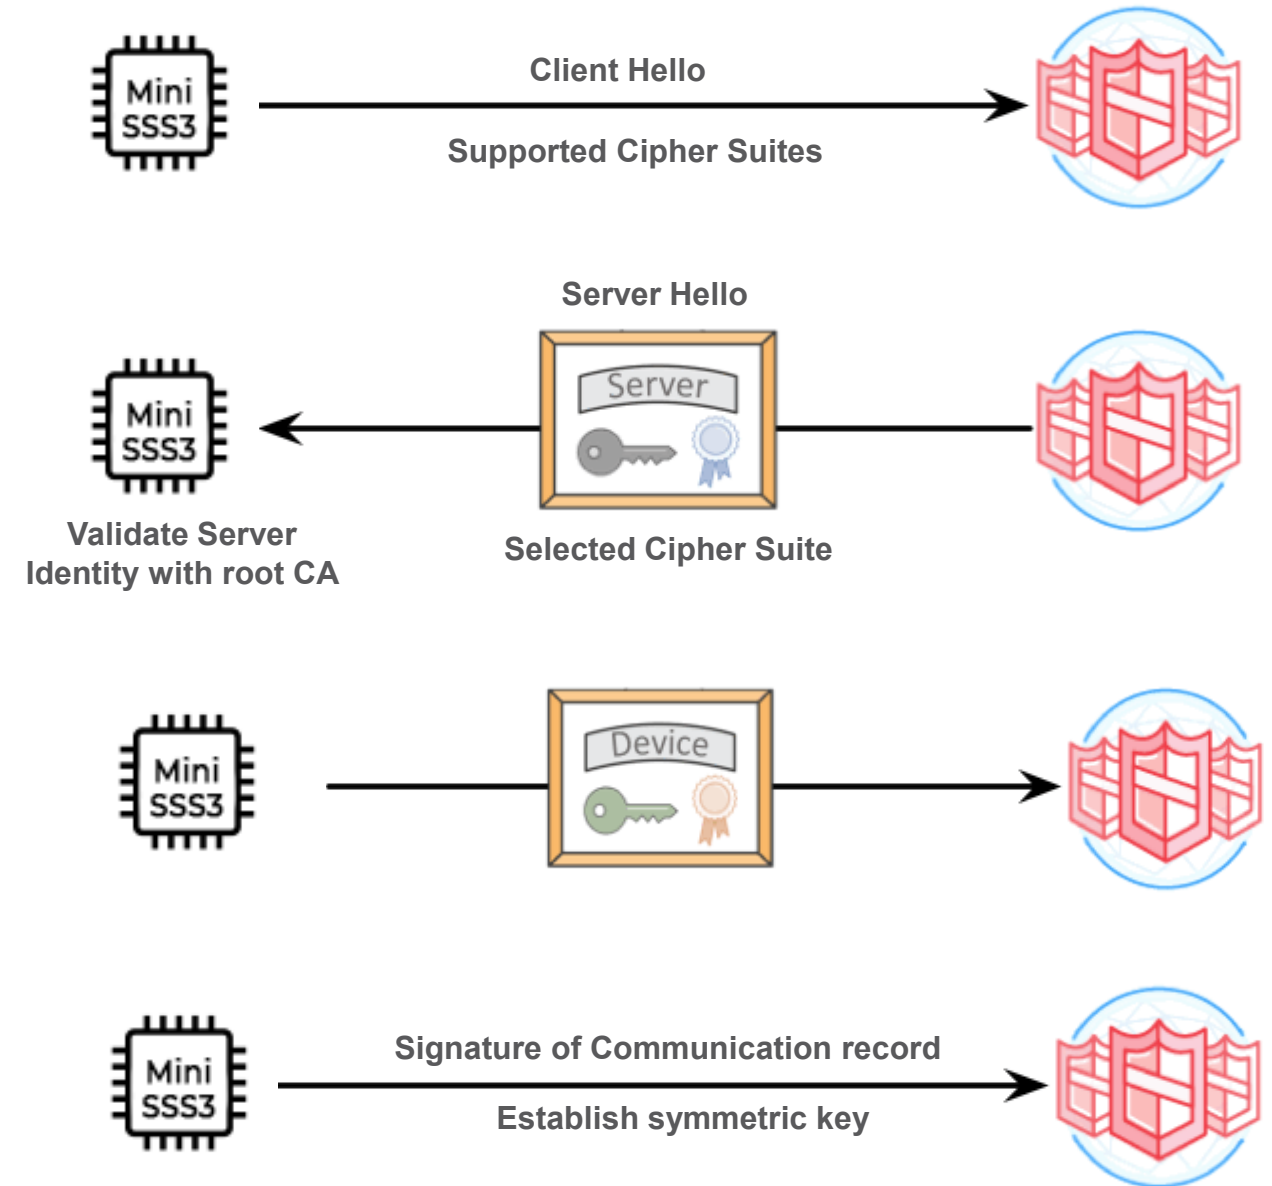 Mini
SSS3
Client Hello
Supported Cipher Suites
Server Hello
Mini
SSS3
Server
Validate Server
Identity with root CA
Selected Cipher Suite
Mini
SSS3
Device
Mini
SSS3
Signature of Communication record
Establish symmetric key